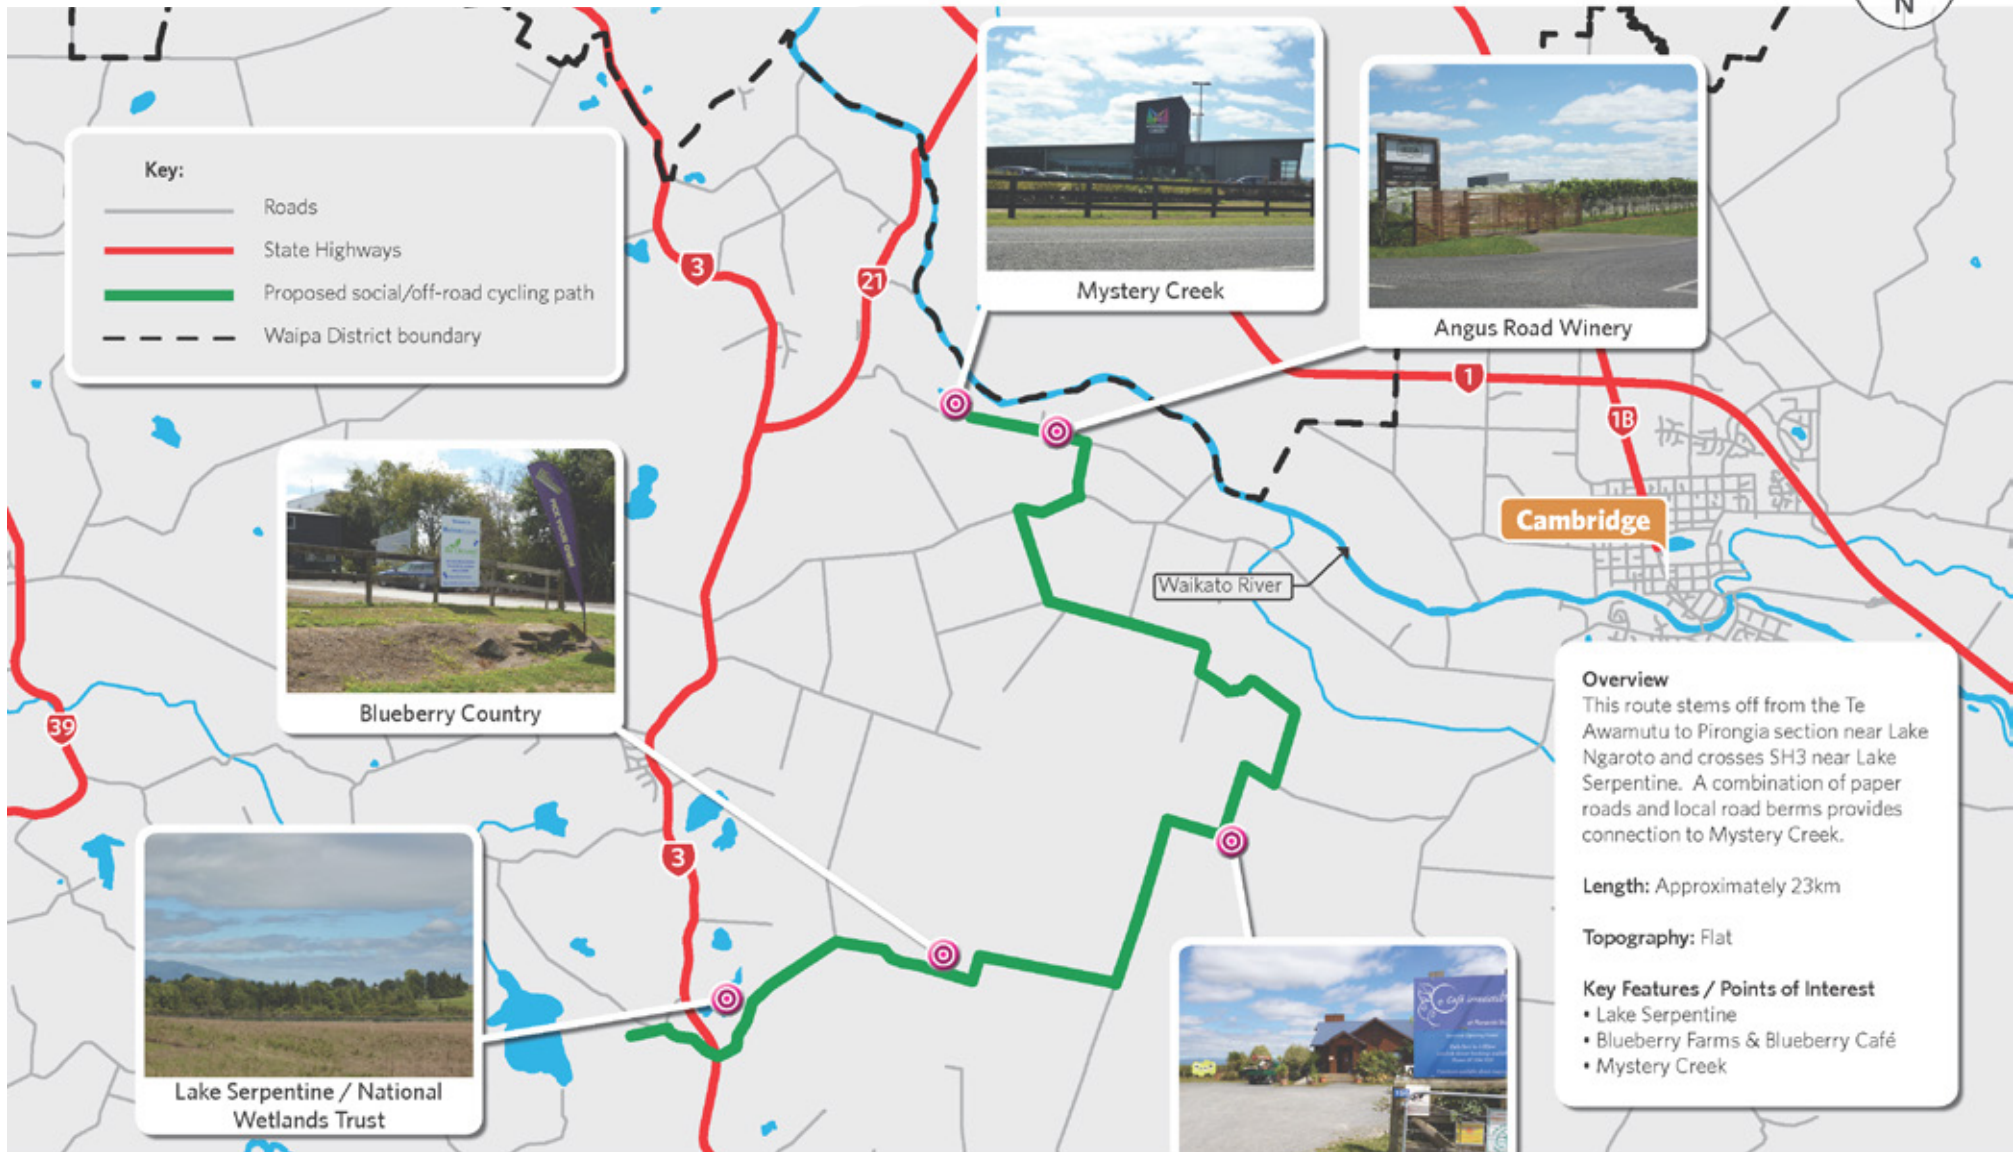 N
Key:
Roads
State Highways
Proposed social/off-road cycling path
Waipa District boundary
3
21
Mystery Creek
Angus Road Winery
1
1B
Cambridge
Waikato River
PICK YOUR OWN
Blueberry Country
39
3
Lake Serpentine / National
Wetlands Trust
Café
Overview
This route stems off from the Te
Awamutu to Pirongia section near Lake
Ngaroto and crosses SH3 near Lake
Serpentine. A combination of paper
roads and local road berms provides
connection to Mystery Creek.
Length: Approximately 23km
Topography: Flat
Key Features / Points of Interest
• Lake Serpentine
• Blueberry Farms & Blueberry Café
• Mystery Creek